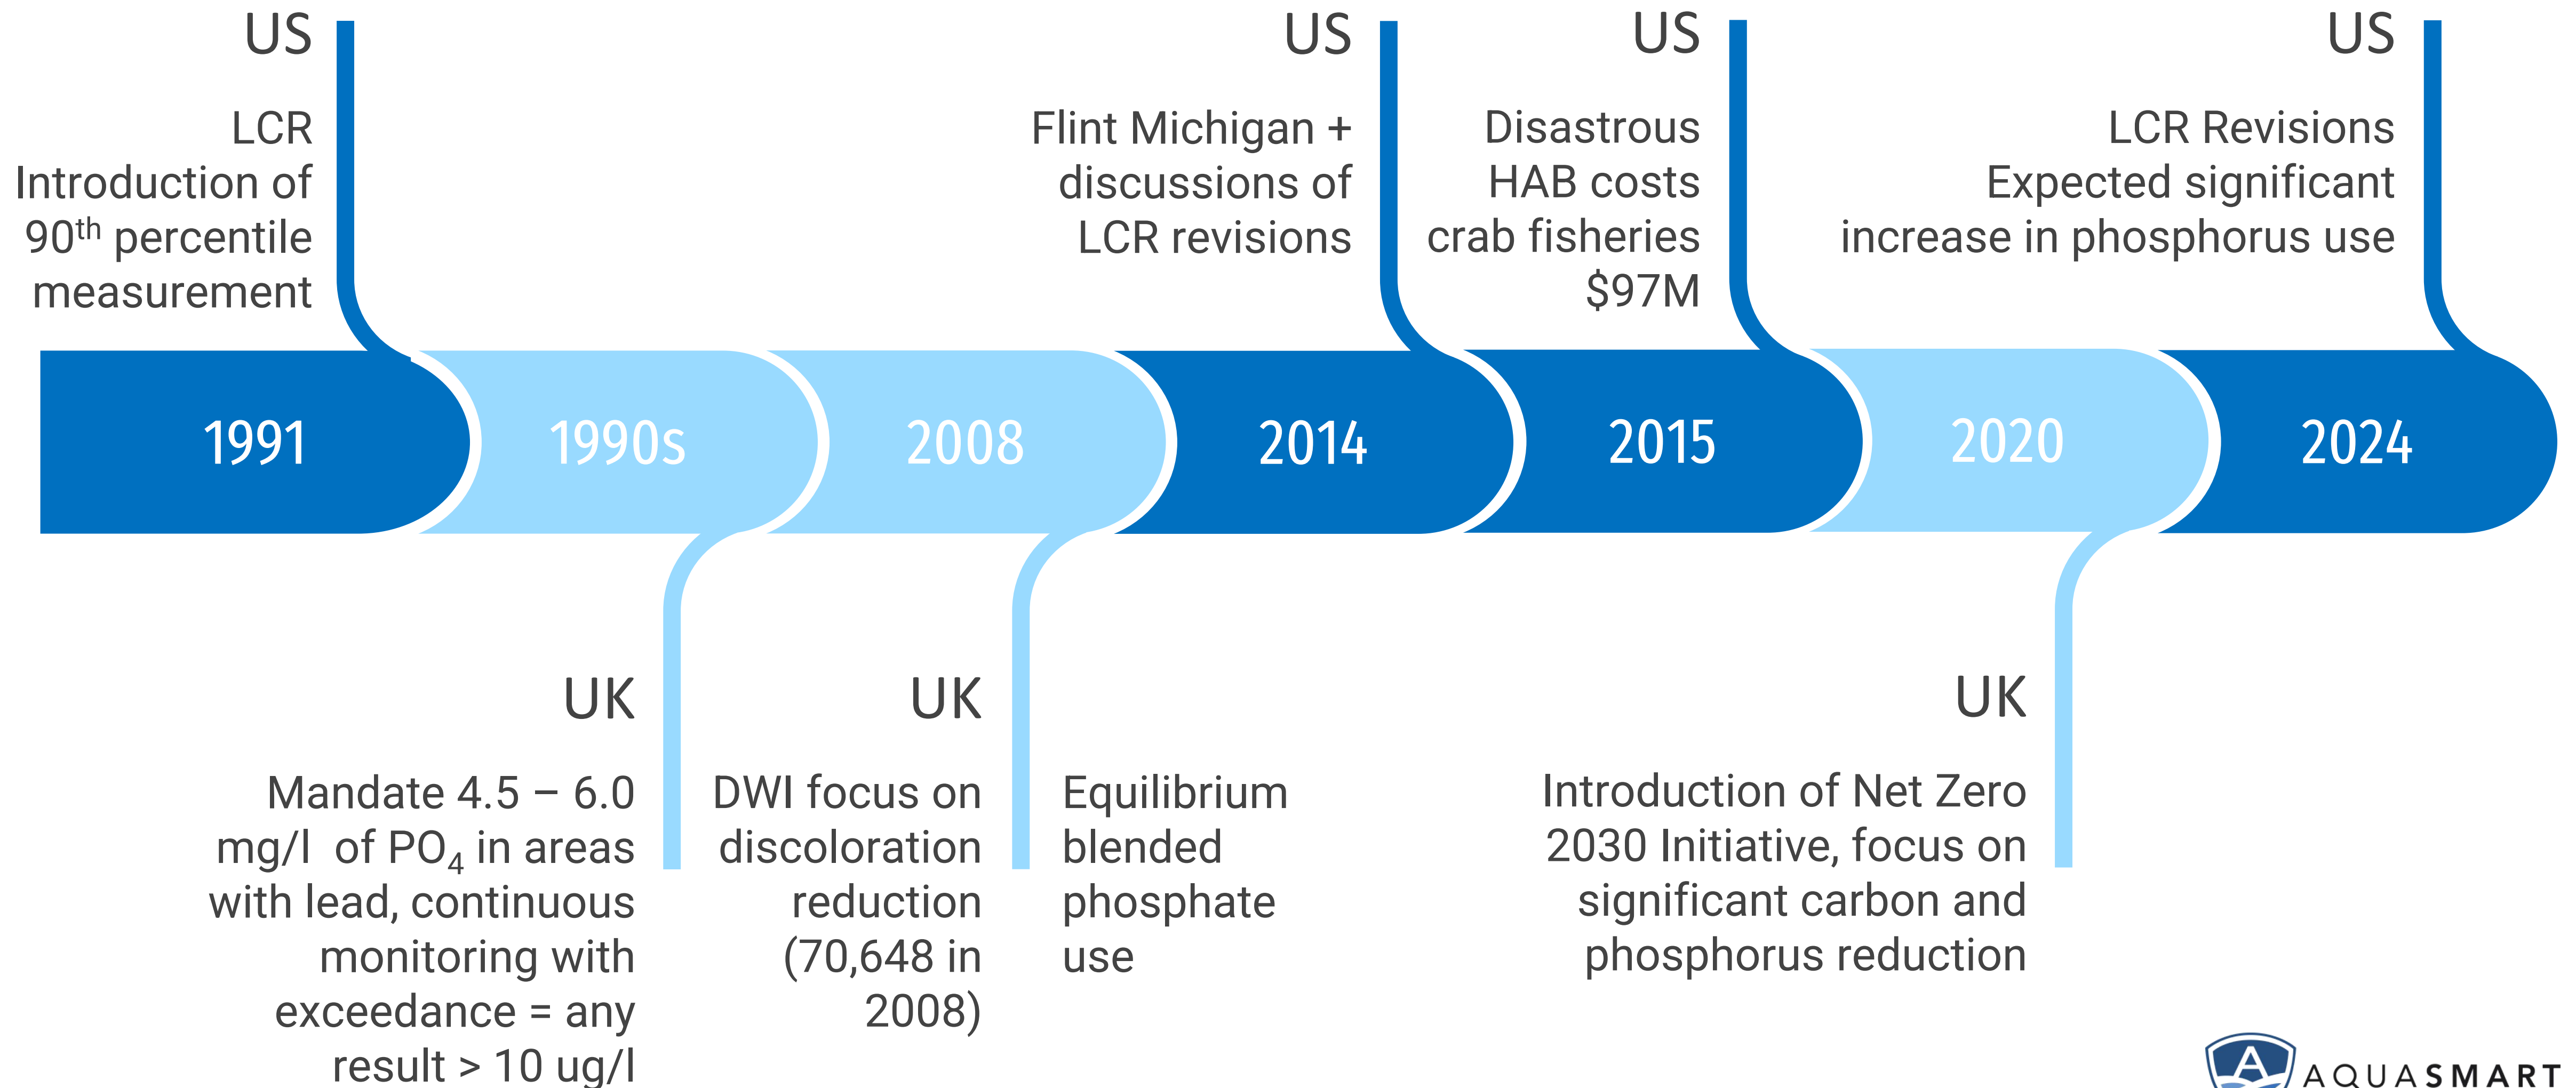 US
LCR
Introduction of
90th percentile
measurement
US
Flint Michigan +
discussions of
LCR revisions
US
Disastrous
HAB costs
crab fisheries
$97M
US
LCR Revisions
Expected significant
increase in phosphorus use
1991
1990s
2008
2014
2015
2020
2024
UK
Mandate 4.5 – 6.0
mg/l of PO4 in areas
with lead, continuous
monitoring with
exceedance = any
result > 10 ug/l
UK
DWI focus on
discoloration
reduction
(70,648 in
2008)
Equilibrium
blended
phosphate
use
UK
Introduction of Net Zero
2030 Initiative, focus on
significant carbon and
phosphorus reduction
A AQUASMART